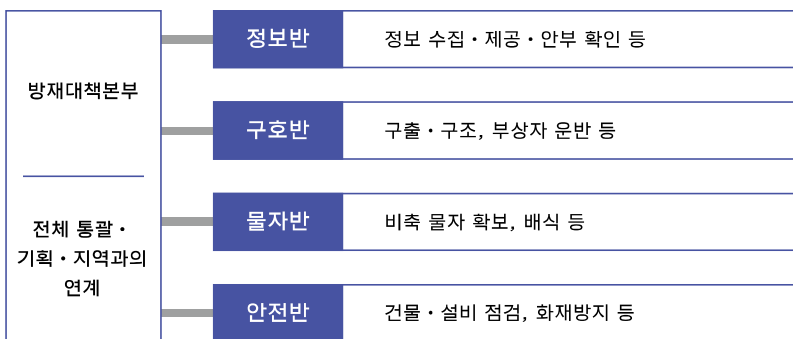 방재대책본부
전체 통괄・
기획・지역과의
연계
정보반
정보 수집・제공・안부 확인 등
구호반
구출・구조, 부상자 운반 등
물자반
비축 물자 확보, 배식 등
안전반
건물・설비 점검, 화재방지 등